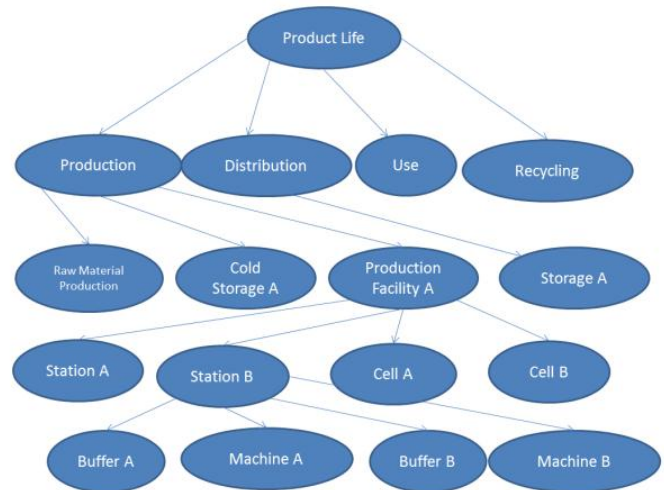 Product Life
Production
Distribution
Use
Recycling
Raw Material
Production
Cold
Storage A
Production
Facility A
Storage A
Station A
Station B
Cell A
Cell B
Buffer A
Machine A
Buffer B
Machine B